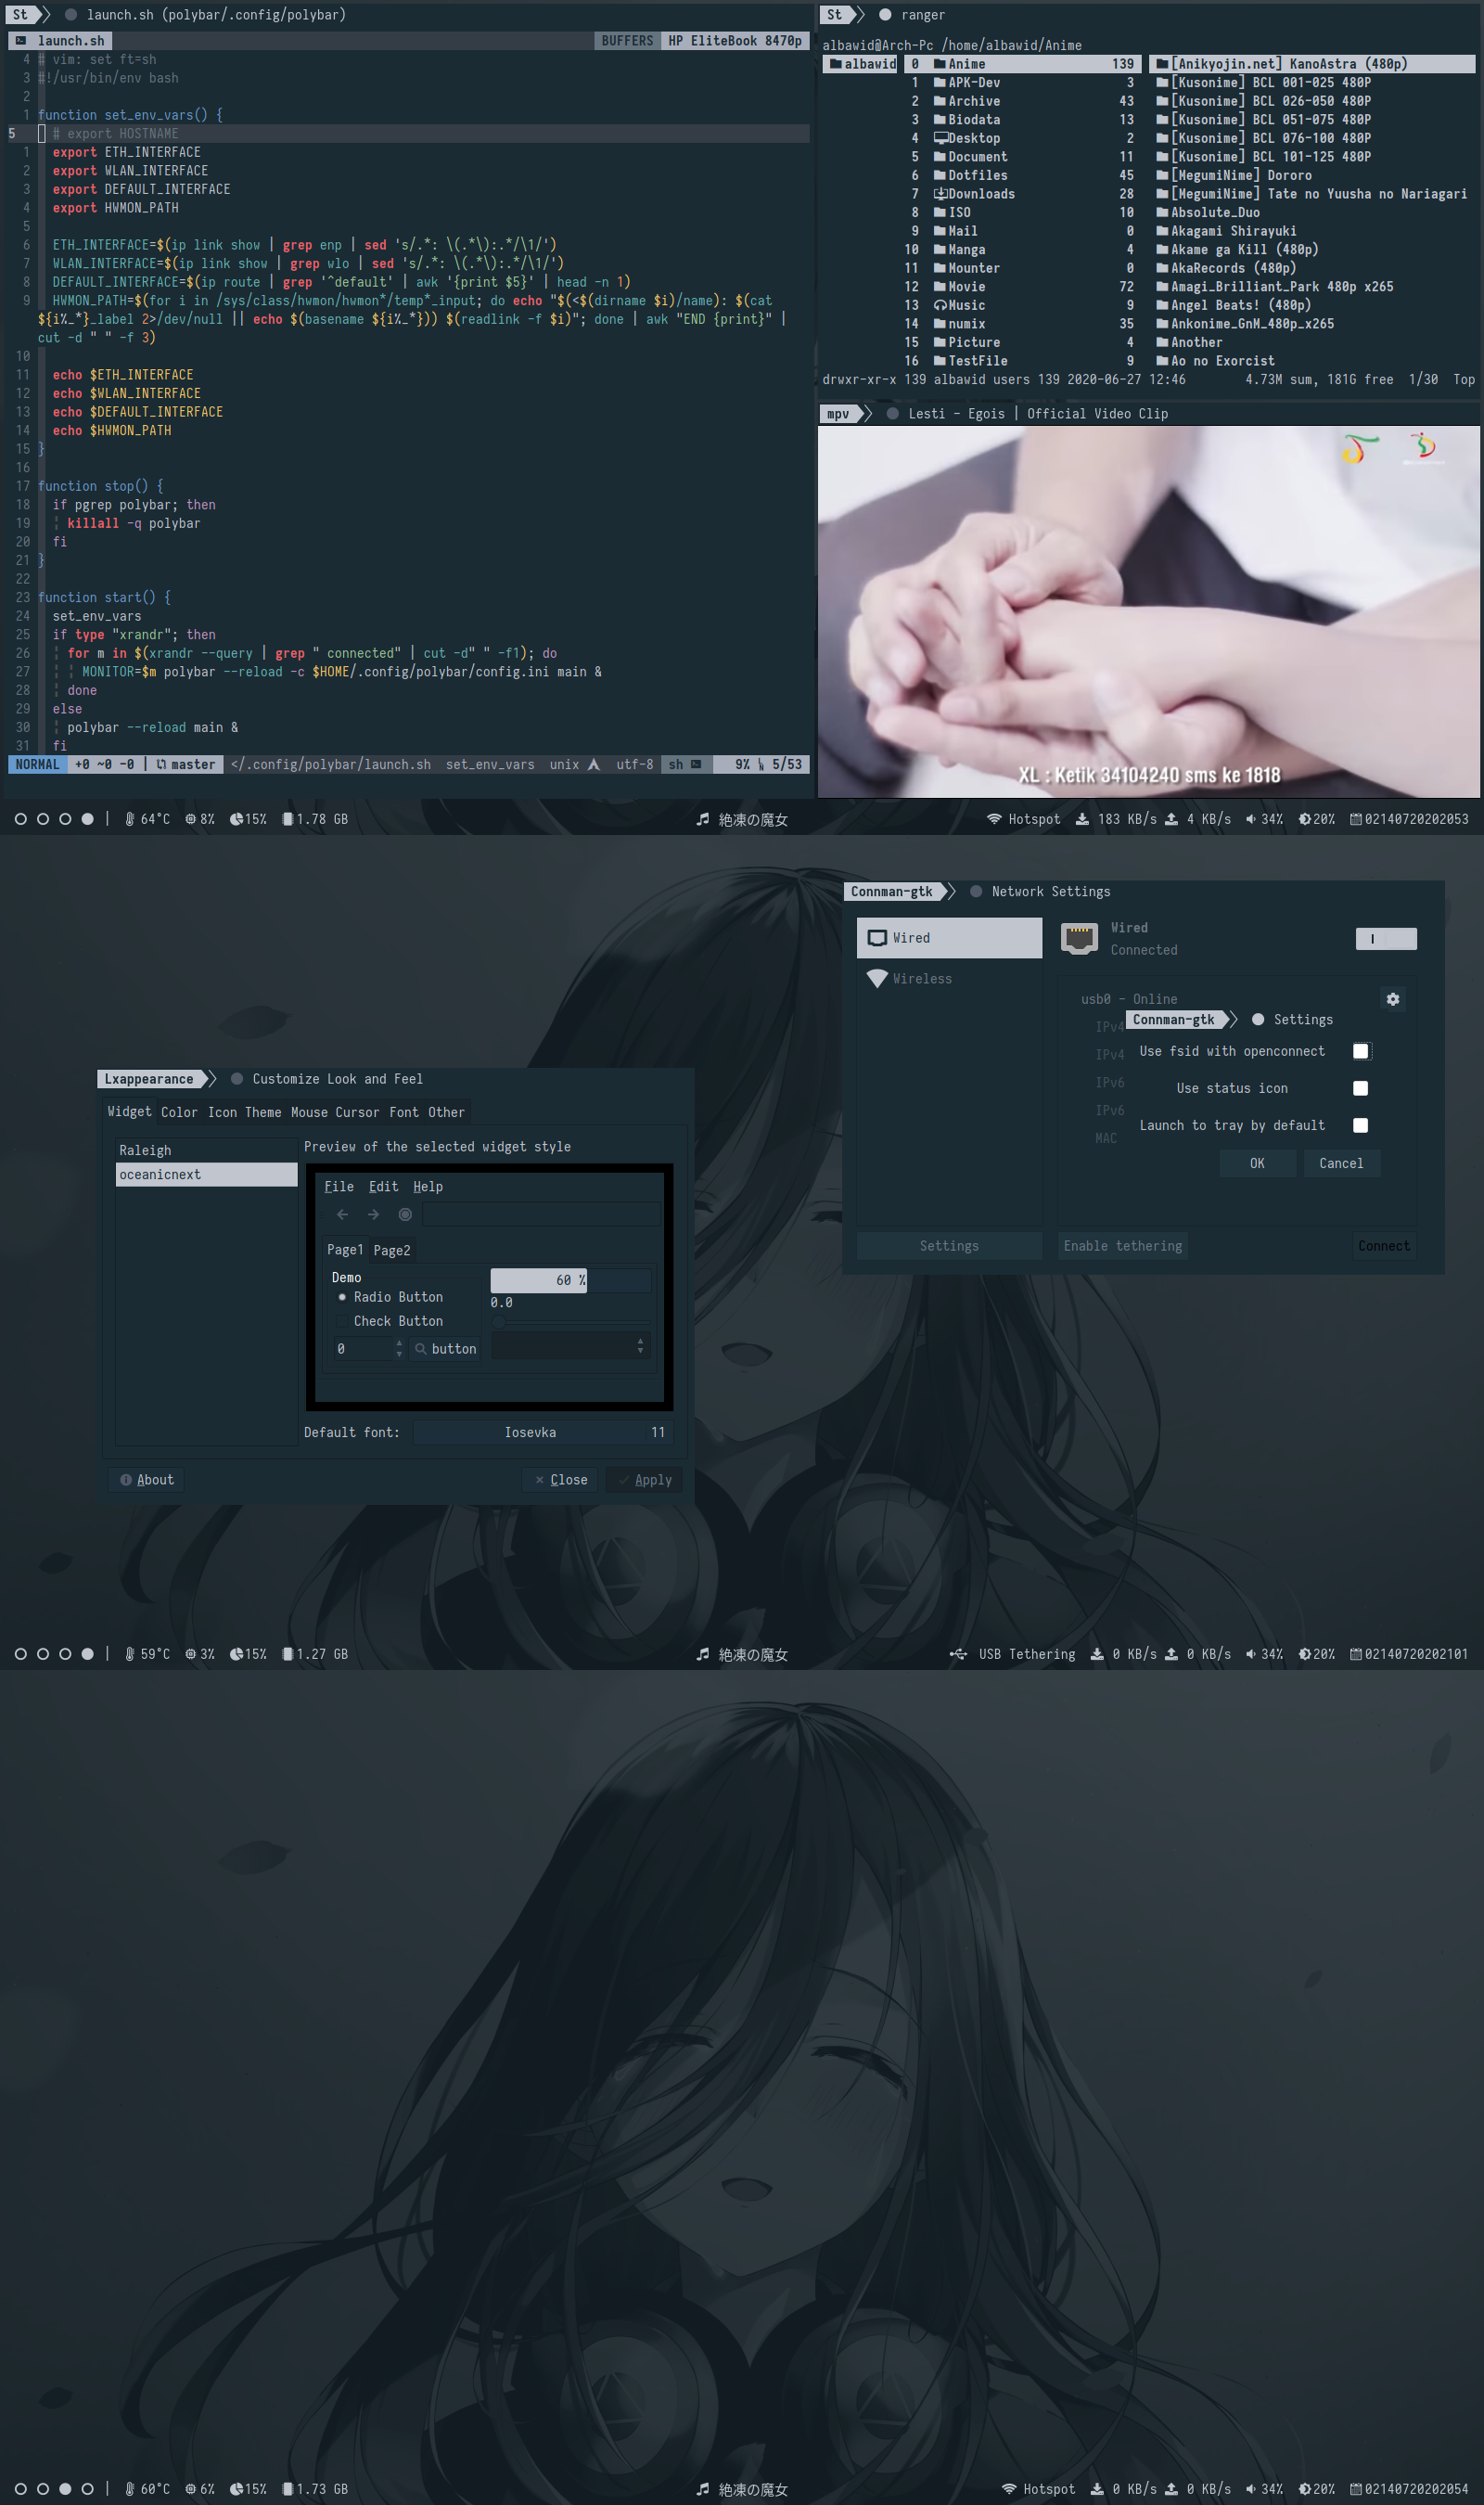 St launch.sh (polybar/.config/polybar)
launch.sh BUFFERS HP EliteBook 8470p
4 # vim: set ft=sh
3 #!/usr/bin/env bash
2
1 function set_env_vars() {
5 # export HOSTNAME
1 export ETH_INTERFACE
2 export WLAN_INTERFACE
3 export DEFAULT_INTERFACE
4 export HWMON_PATH
5
6 ETH_INTERFACE=$(ip link show | grep enp | sed 's/.*: \(.*\):.*/\1/')
7 WLAN_INTERFACE=$(ip link show | grep wlo | sed 's/.*: \(.*\):.*/\1/')
8 DEFAULT_INTERFACE=$(ip route | grep '^default' | awk '{print $5}' | head -n 1)
9 HWMON_PATH=$(for i in /sys/class/hwmon/hwmon*/temp*_input; do echo "$(<$(dirname $i)/name): $(cat
${i%_*}_label 2>/dev/null || echo $(basename ${i%_*})) $(readlink -f $i)"; done | awk "END {print}" |
cut -d " " -f 3)
10
11 echo $ETH_INTERFACE
12 echo $WLAN_INTERFACE
13 echo $DEFAULT_INTERFACE
14 echo $HWMON_PATH
15 }
16
17 function stop() {
18 if pgrep polybar; then
19 ¦ killall -q polybar
20 fi
21 }
22
23 function start() {
24 set_env_vars
25 if type "xrandr"; then
26 ¦ for m in $(xrandr --query | grep " connected" | cut -d" " -f1); do
27 ¦ ¦ MONITOR=$m polybar --reload -c $HOME/.config/polybar/config.ini main &
28 ¦ done
29 else
30 ¦ polybar --reload main &
31 fi
NORMAL +0 ~0 -0 | master </.config/polybar/launch.sh set_env_vars unix utf-8 sh 9% 5/53
St ranger
albawid@Arch-Pc /home/albawid/Anime
albawid 0 Anime 139 [Anikyojin.net] KanoAstra (480p)
1 APK-Dev 3 [Kusonime] BCL 001-025 480P
2 Archive 43 [Kusonime] BCL 026-050 480P
3 Biodata 13 [Kusonime] BCL 051-075 480P
4 Desktop 2 [Kusonime] BCL 076-100 480P
5 Document 11 [Kusonime] BCL 101-125 480P
6 Dotfiles 45 [MegumiNime] Dororo
7 Downloads 28 [MegumiNime] Tate no Yuusha no Nariagari
8 ISO 10 Absolute_Duo
9 Mail 0 Akagami Shirayuki
10 Manga 4 Akame ga Kill (480p)
11 Mounter 0 AkaRecords (480p)
12 Movie 72 Amagi_Brilliant_Park 480p x265
13 Music 9 Angel Beats! (480p)
14 numix 35 Ankonime_GnM_480p_x265
15 Picture 4 Another
16 TestFile 9 Ao no Exorcist
drwxr-xr-x 139 albawid users 139 2020-06-27 12:46 4.73M sum, 181G free 1/30 Top
mpv Lesti - Egois | Official Video Clip
XL : Ketik 34104240 sms ke 1818
64°C 8% 15% 1.78 GB 絶凍の魔女 Hotspot 183 KB/s 4 KB/s 34% 20% 02140720202053
Connman-gtk Network Settings
Wired
Wireless
Wired
Connected
usb0 - Online
IPv4
IPv4
IPv6
IPv6
MAC
Connman-gtk Settings
Use fsid with openconnect
Use status icon
Launch to tray by default
OK Cancel
Settings Enable tethering Connect
Lxappearance Customize Look and Feel
Widget Color Icon Theme Mouse Cursor Font Other
Raleigh
oceanicnext
Preview of the selected widget style
File Edit Help
Page1 Page2
Demo
Radio Button
Check Button
0 button
60 %
0.0
Default font: Iosevka 11
About Close Apply
59°C 3% 15% 1.27 GB 絶凍の魔女 USB Tethering 0 KB/s 0 KB/s 34% 20% 02140720202101
60°C 6% 15% 1.73 GB 絶凍の魔女 Hotspot 0 KB/s 0 KB/s 34% 20% 02140720202054